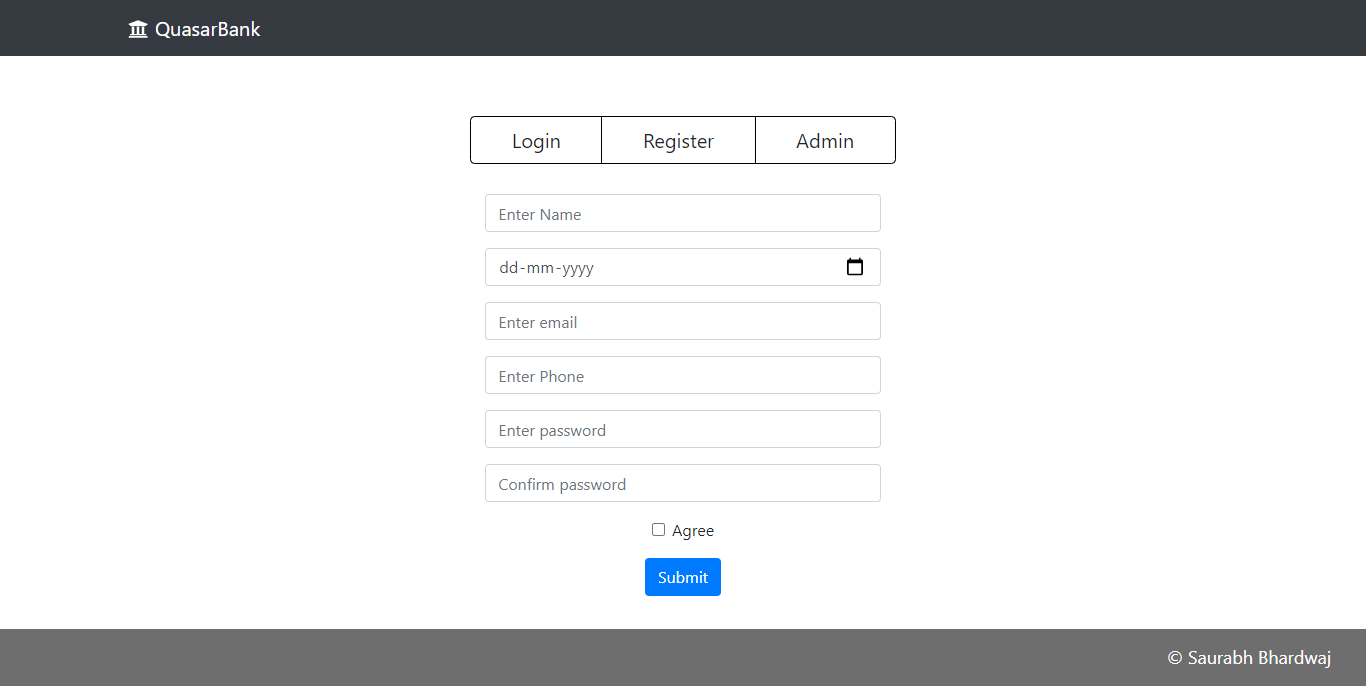 QuasarBank
Login Register Admin
Enter Name
dd-mm-yyyy
Enter email
Enter Phone
Enter password
Confirm password
Agree
Submit
© Saurabh Bhardwaj